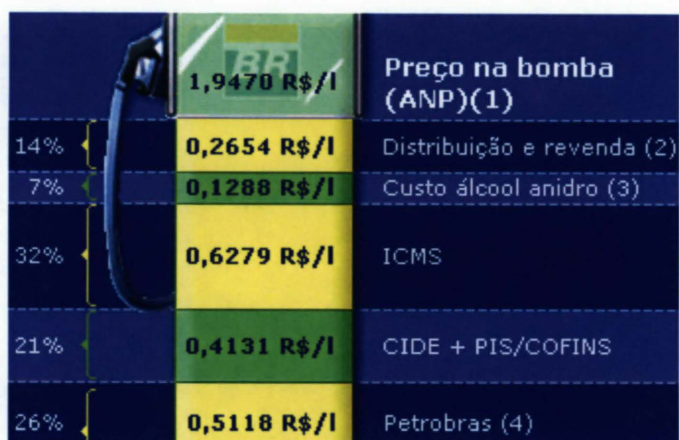 BR
1,9470 R$/l Preço na bomba
(ANP)(1)
14% 0,2654 R$/l Distribuição e revenda (2)
7% 0,1288 R$/l Custo álcool anidro (3)
32% 0,6279 R$/l ICMS
21% 0,4131 R$/l CIDE + PIS/COFINS
26% 0,5118 R$/l Petrobras (4)